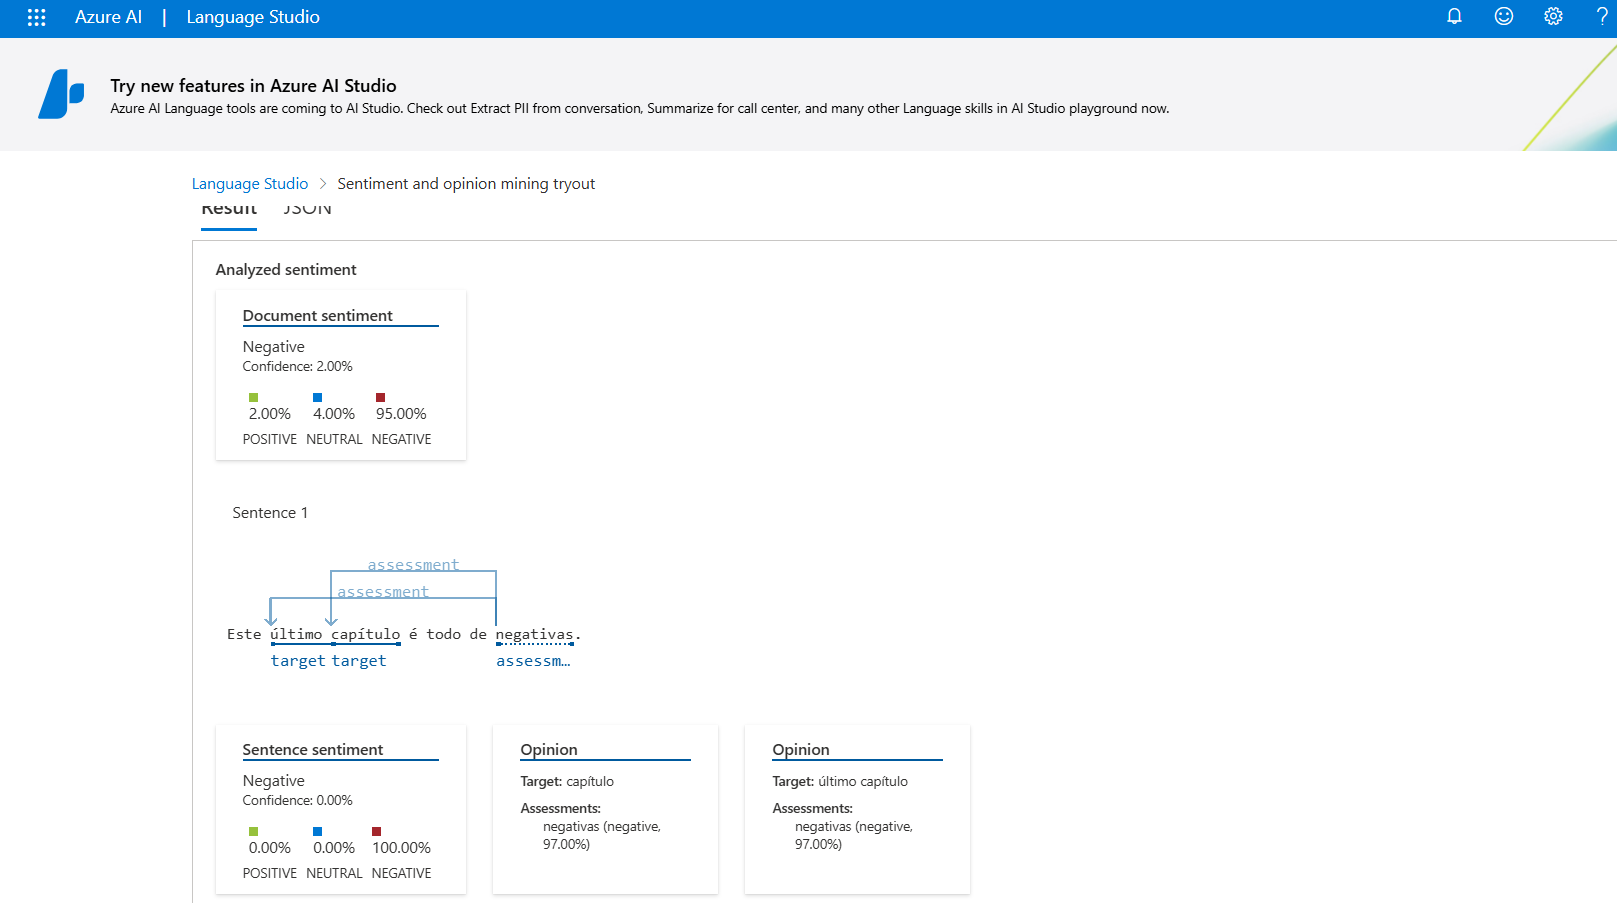 Azure AI | Language Studio
?
Try new features in Azure AI Studio
Azure AI Language tools are coming to AI Studio. Check out Extract PII from conversation, Summarize for call center, and many other Language skills in AI Studio playground now.
Language Studio > Sentiment and opinion mining tryout
Result JSON
Analyzed sentiment
Document sentiment
Negative
Confidence: 2.00%
2.00% 4.00% 95.00%
POSITIVE NEUTRAL NEGATIVE
Sentence 1
assessment
assessment
Este último capítulo é todo de negativas.
target target assessm…
Sentence sentiment
Negative
Confidence: 0.00%
0.00% 0.00% 100.00%
POSITIVE NEUTRAL NEGATIVE
Opinion
Target: capítulo
Assessments:
negativas (negative,
97.00%)
Opinion
Target: último capítulo
Assessments:
negativas (negative,
97.00%)